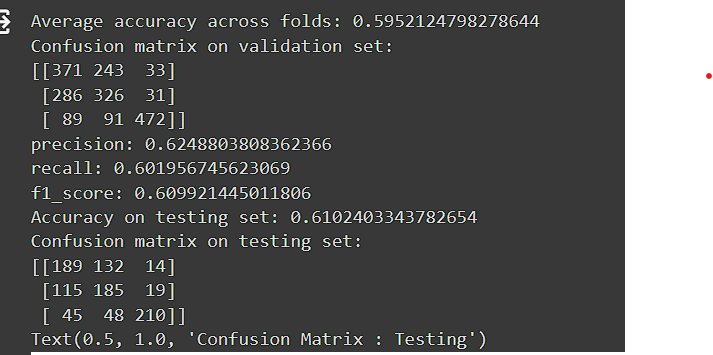 Average accuracy across folds: 0.5952124798278644
Confusion matrix on validation set:
[[371 243  33]
 [286 326  31]
 [ 89  91 472]]
precision: 0.6248803808362366
recall: 0.601956745623069
f1_score: 0.609921445011806
Accuracy on testing set: 0.6102403343782654
Confusion matrix on testing set:
[[189 132  14]
 [115 185  19]
 [ 45  48 210]]
Text(0.5, 1.0, 'Confusion Matrix : Testing')